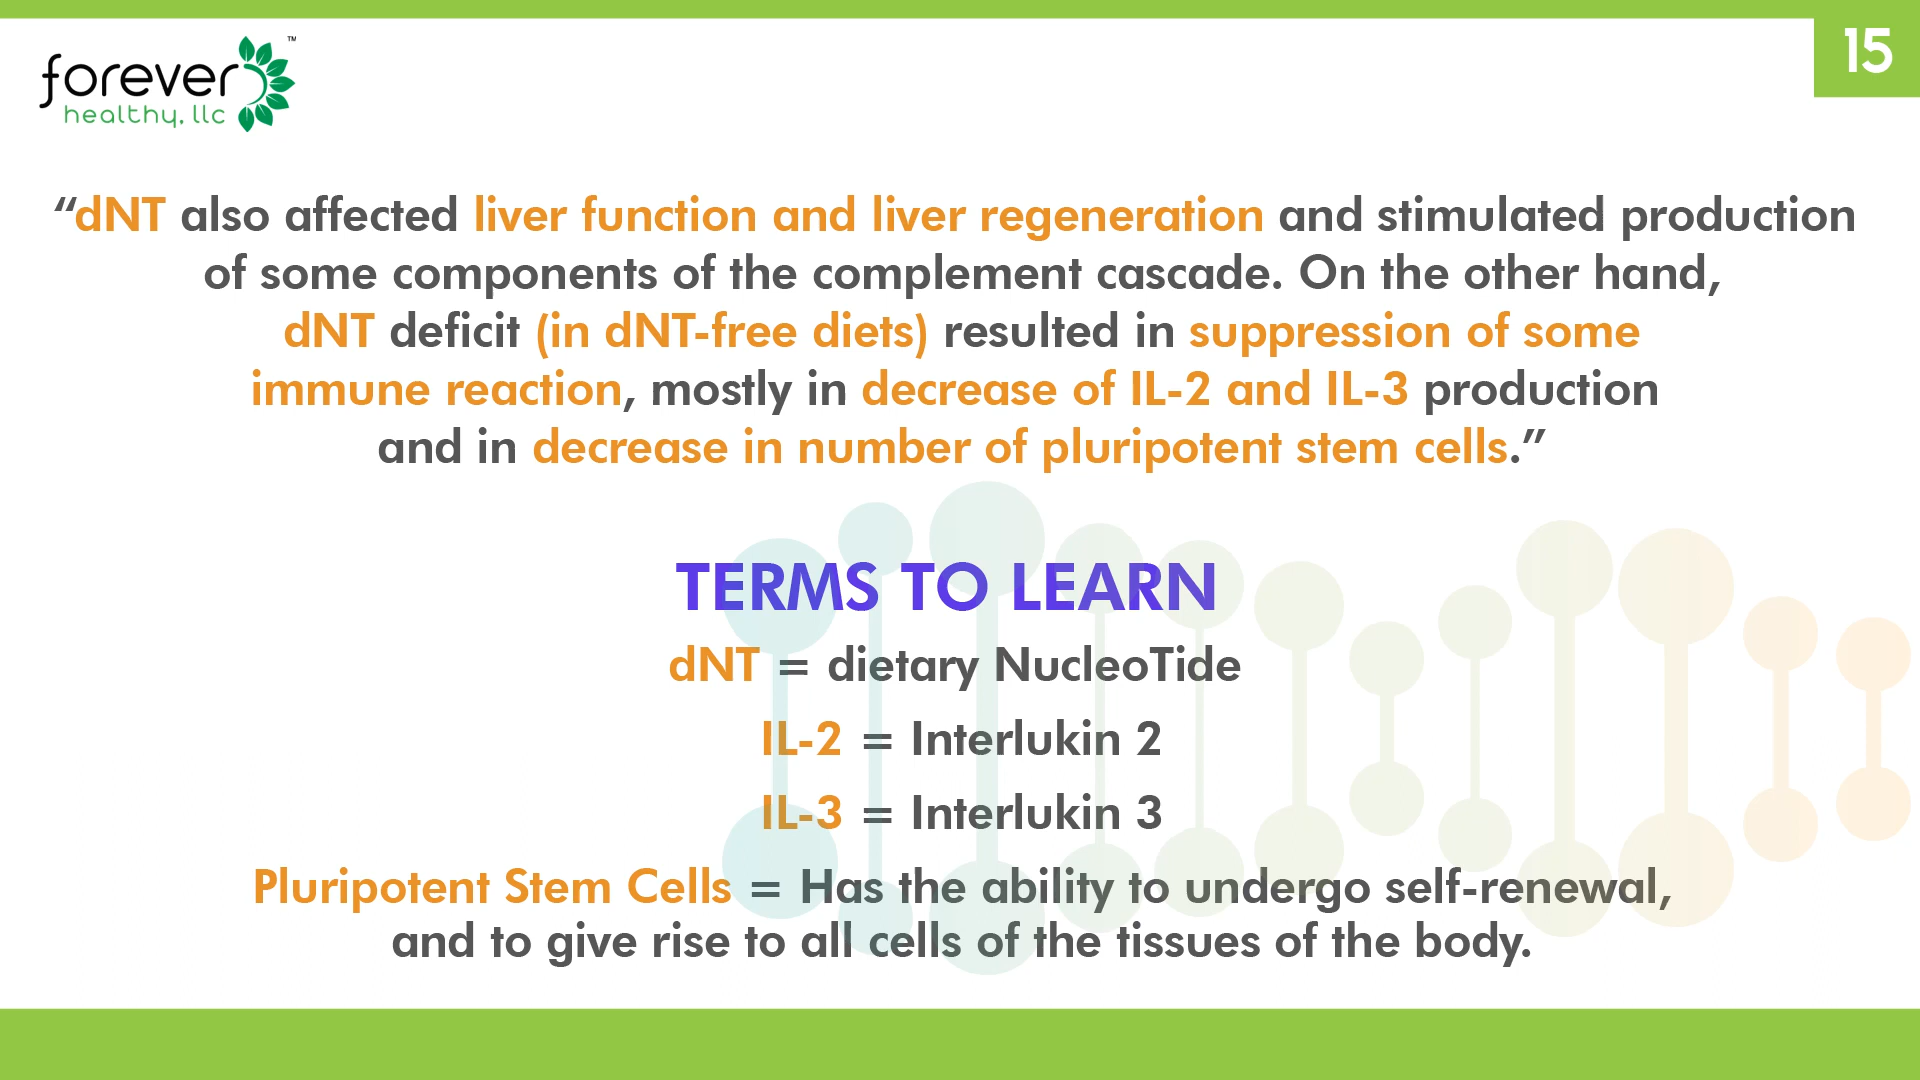 forever™
healthy, llc
15
“dNT also affected liver function and liver regeneration and stimulated production
of some components of the complement cascade. On the other hand,
dNT deficit (in dNT-free diets) resulted in suppression of some
immune reaction, mostly in decrease of IL-2 and IL-3 production
and in decrease in number of pluripotent stem cells.”
TERMS TO LEARN
dNT = dietary NucleoTide
IL-2 = Interlukin 2
IL-3 = Interlukin 3
Pluripotent Stem Cells = Has the ability to undergo self-renewal,
and to give rise to all cells of the tissues of the body.